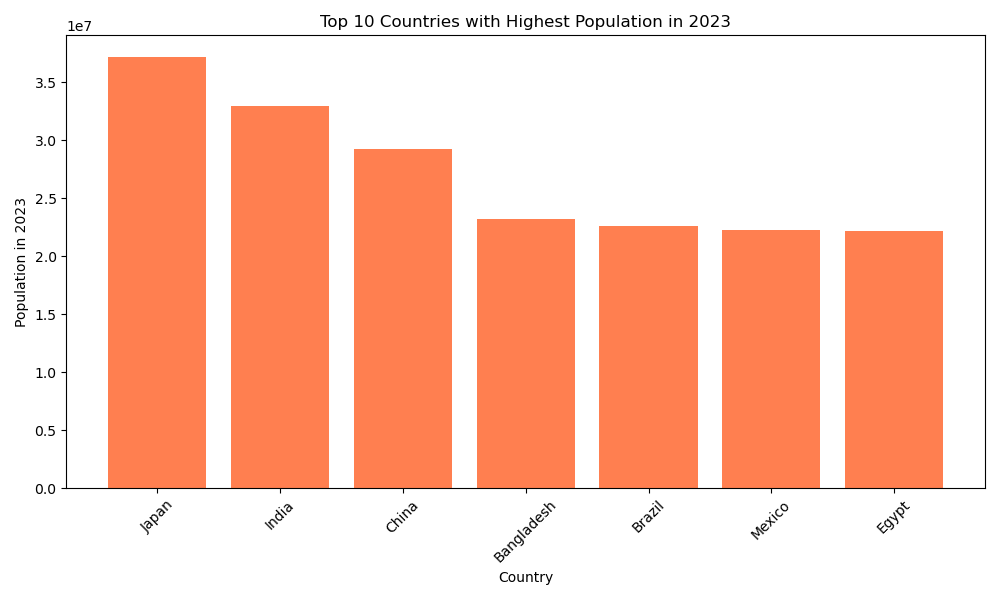 Top 10 Countries with Highest Population in 2023
1e7
3.5
3.0
2.5
2.0
1.5
1.0
0.5
0.0
Population in 2023
Japan
India
China
Bangladesh
Brazil
Mexico
Egypt
Country